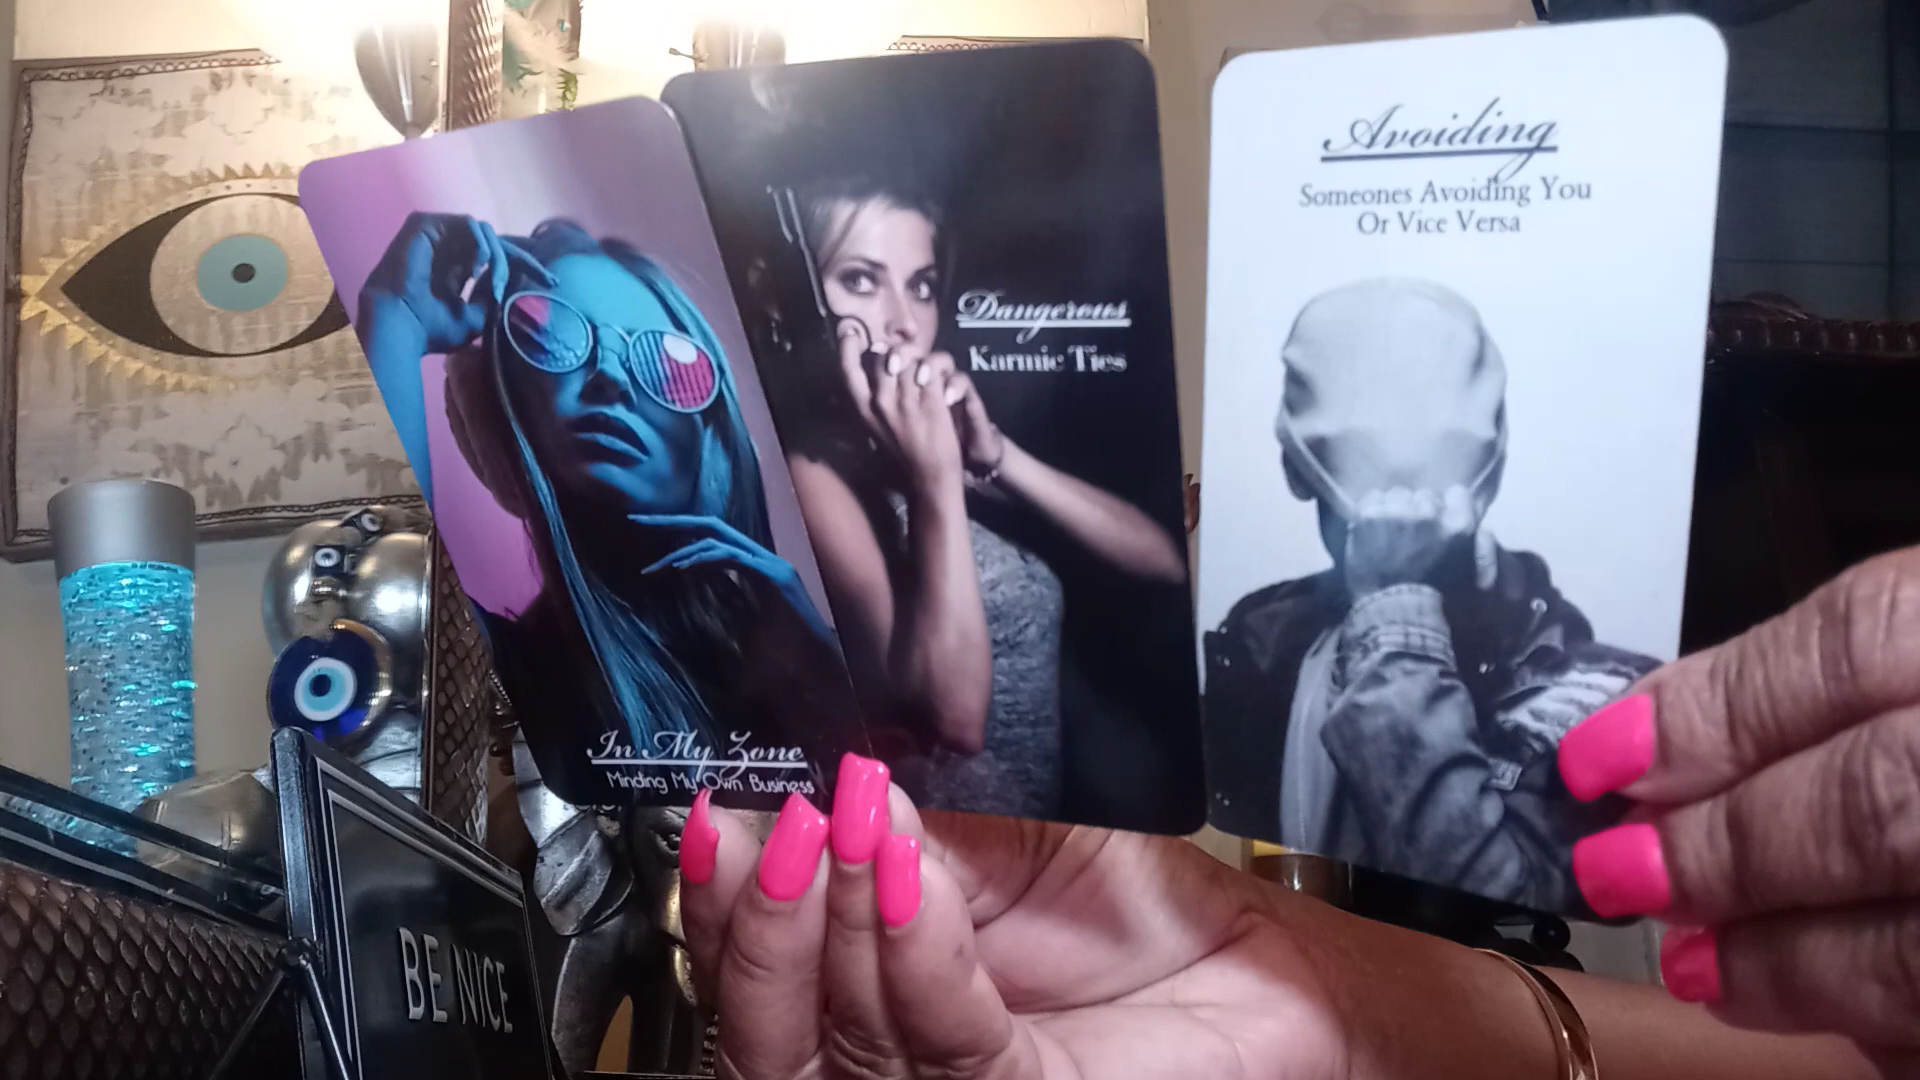 In My Zone
Minding My Own Business
Dangerous
Karmic Ties
Avoiding
Someones Avoiding You
Or Vice Versa
BE NICE